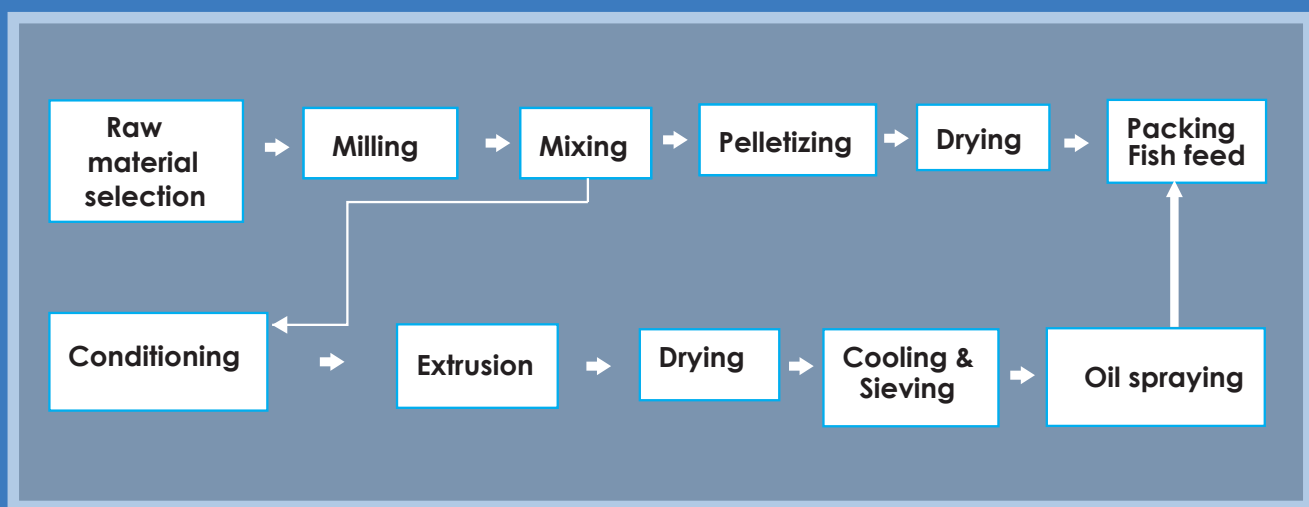 Raw
material
selection
Milling
Mixing
Pelletizing
Drying
Packing
Fish feed
Conditioning
Extrusion
Drying
Cooling &
Sieving
Oil spraying